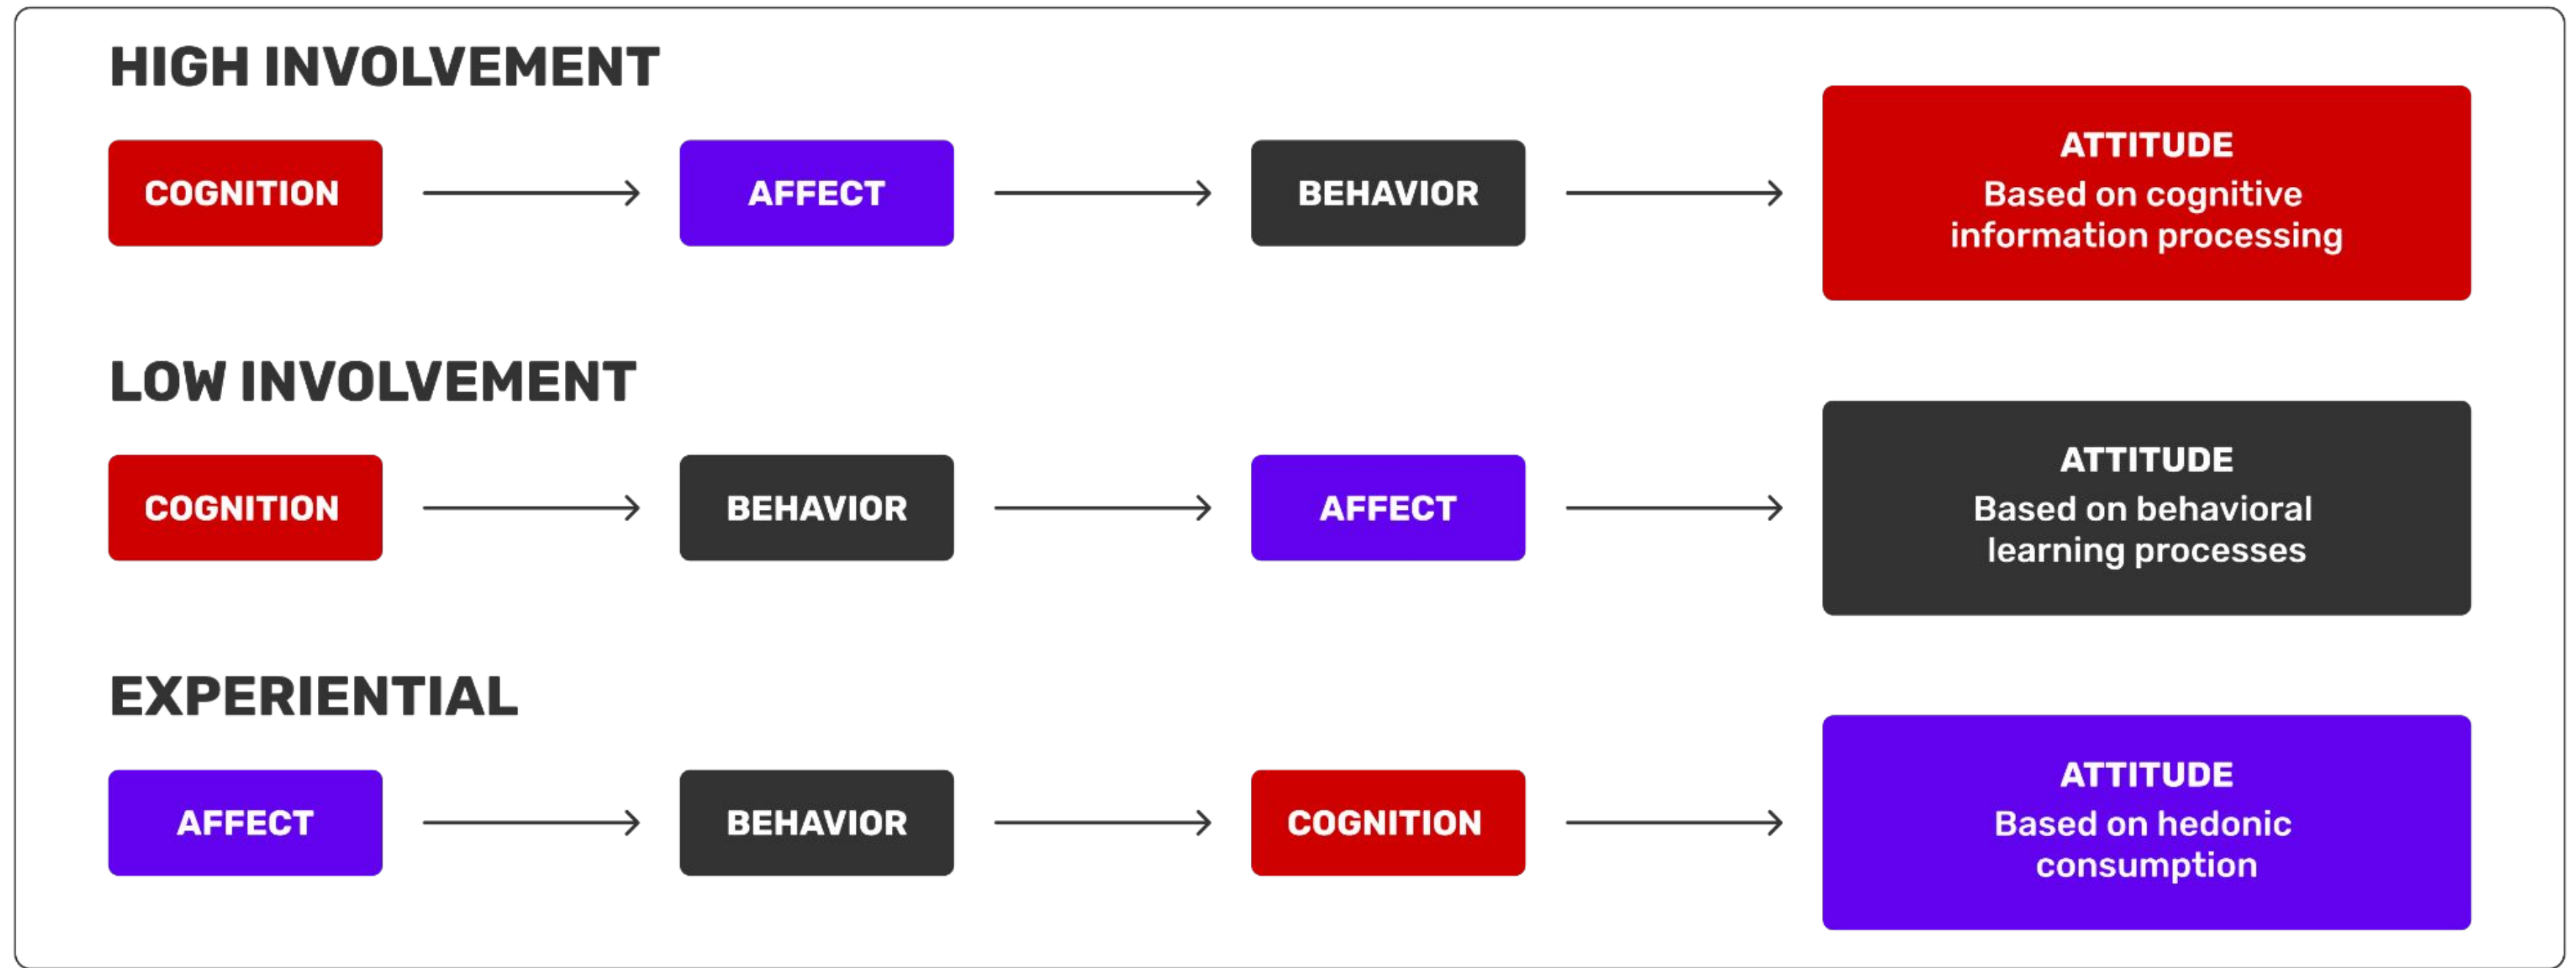 HIGH INVOLVEMENT
COGNITION
AFFECT
BEHAVIOR
ATTITUDE
Based on cognitive
information processing
LOW INVOLVEMENT
COGNITION
BEHAVIOR
AFFECT
ATTITUDE
Based on behavioral
learning processes
EXPERIENTIAL
AFFECT
BEHAVIOR
COGNITION
ATTITUDE
Based on hedonic
consumption